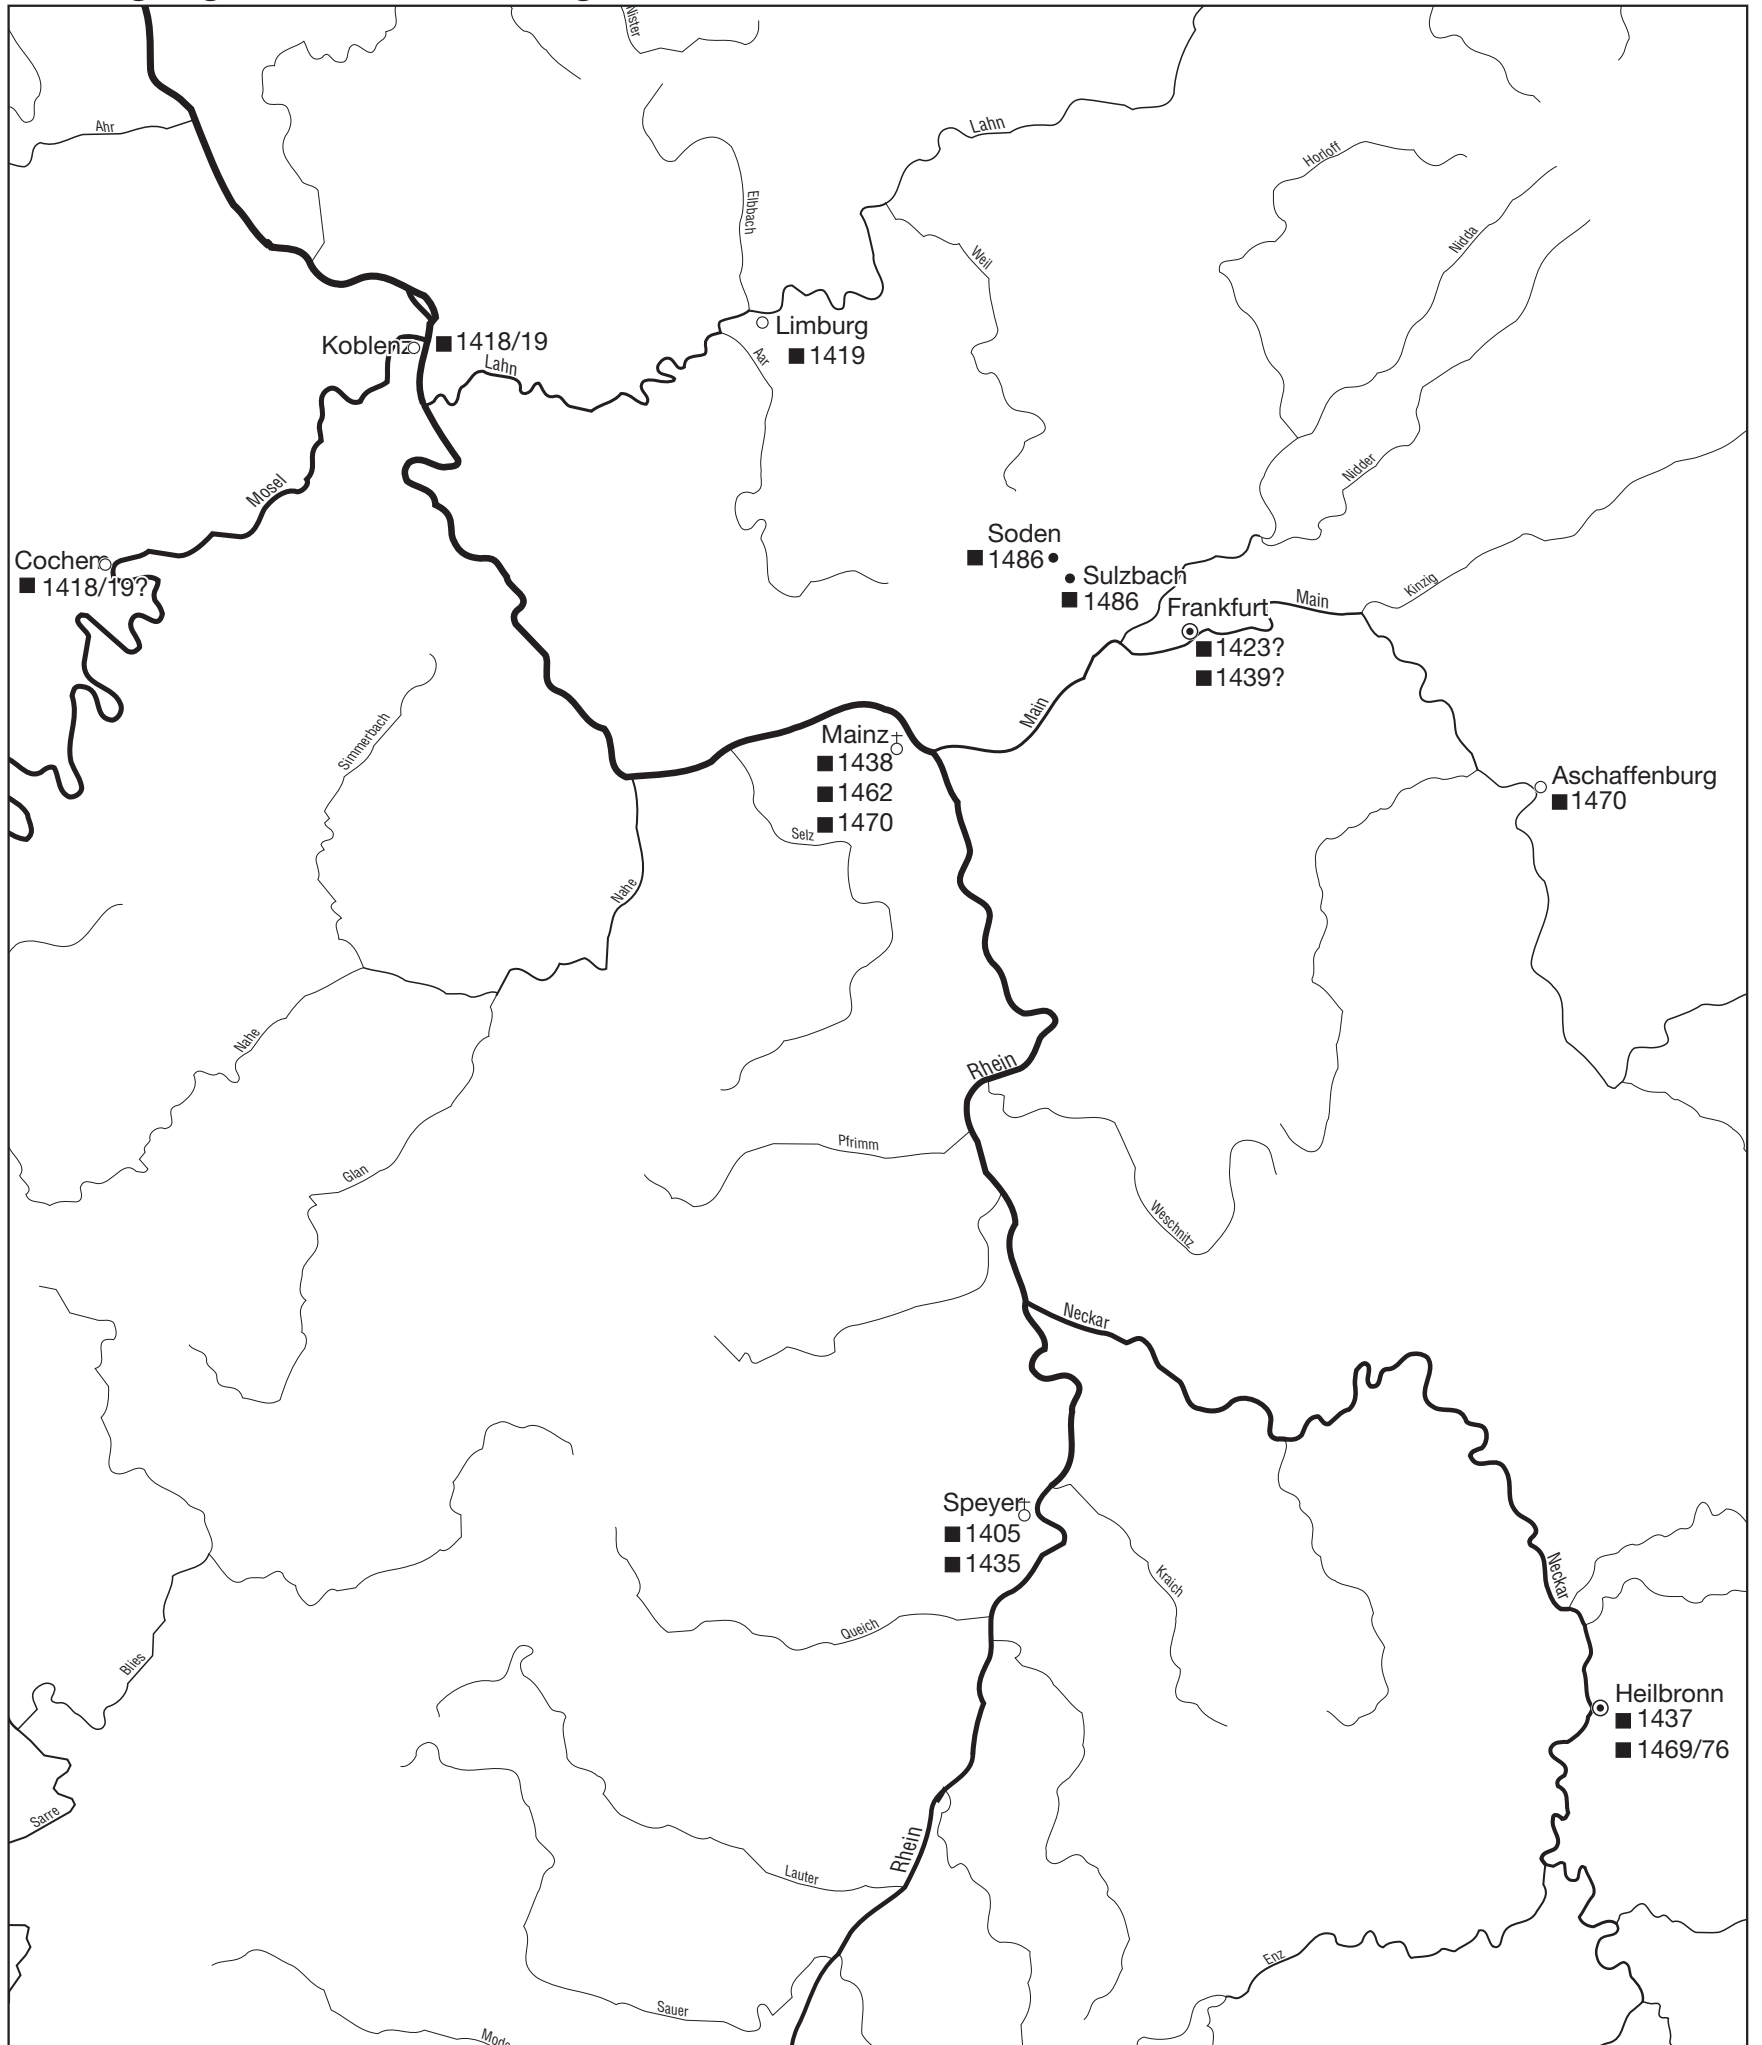 Nister
Ahr
Lahn
Horloff
Elbbach
Nidda
Weil
Limburg
1419
Koblenz
1418/19
Lahn
Aar
Nidder
Mosel
Soden
1486
Cochem
1418/19?
Sulzbach
1486
Kinzig
Main
Frankfurt
1423?
1439?
Main
Simmerbach
Mainz
1438
1462
1470
Aschaffenburg
1470
Selz
Nahe
Nahe
Rhein
Pfrimm
Glan
Weschnitz
Neckar
Speyer
1405
1435
Neckar
Kraich
Queich
Blies
Heilbronn
1437
1469/76
Sarre
Rhein
Lauter
Enz
Sauer